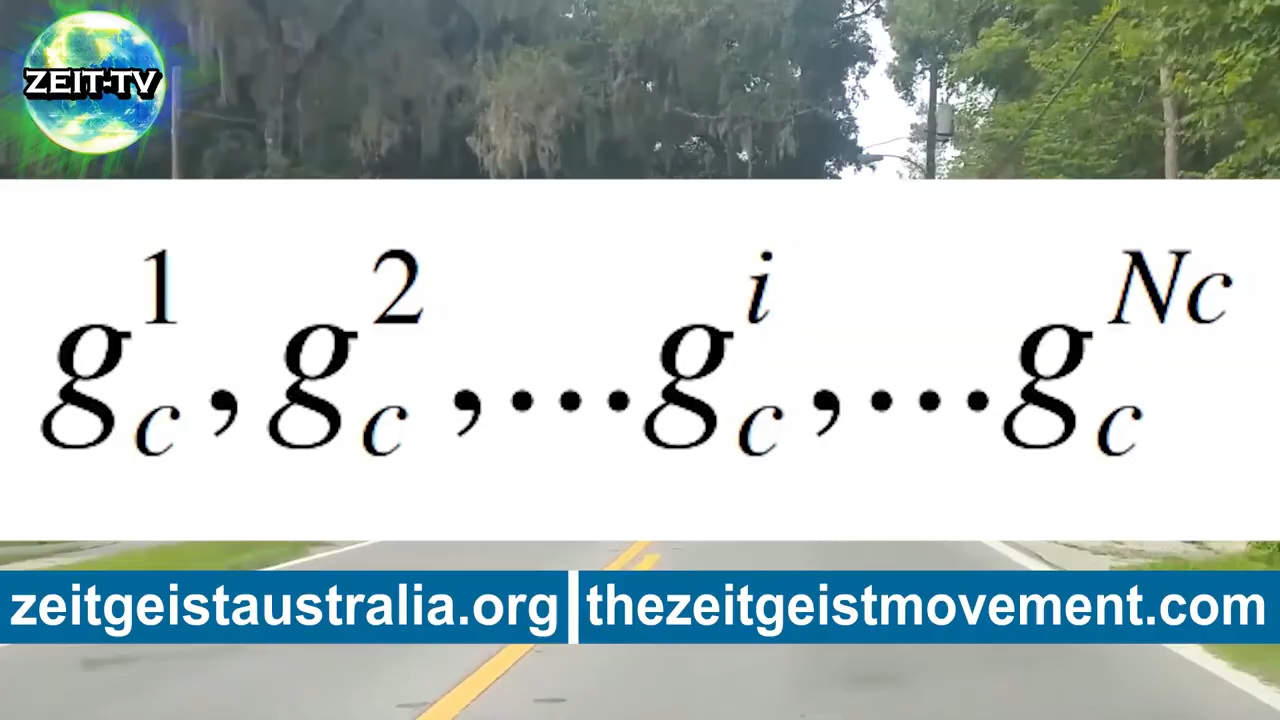 ZEIT-TV
g_c^1, g_c^2, ... g_c^i, ... g_c^{Nc}
zeitgeistaustralia.org | thezeitgeistmovement.com